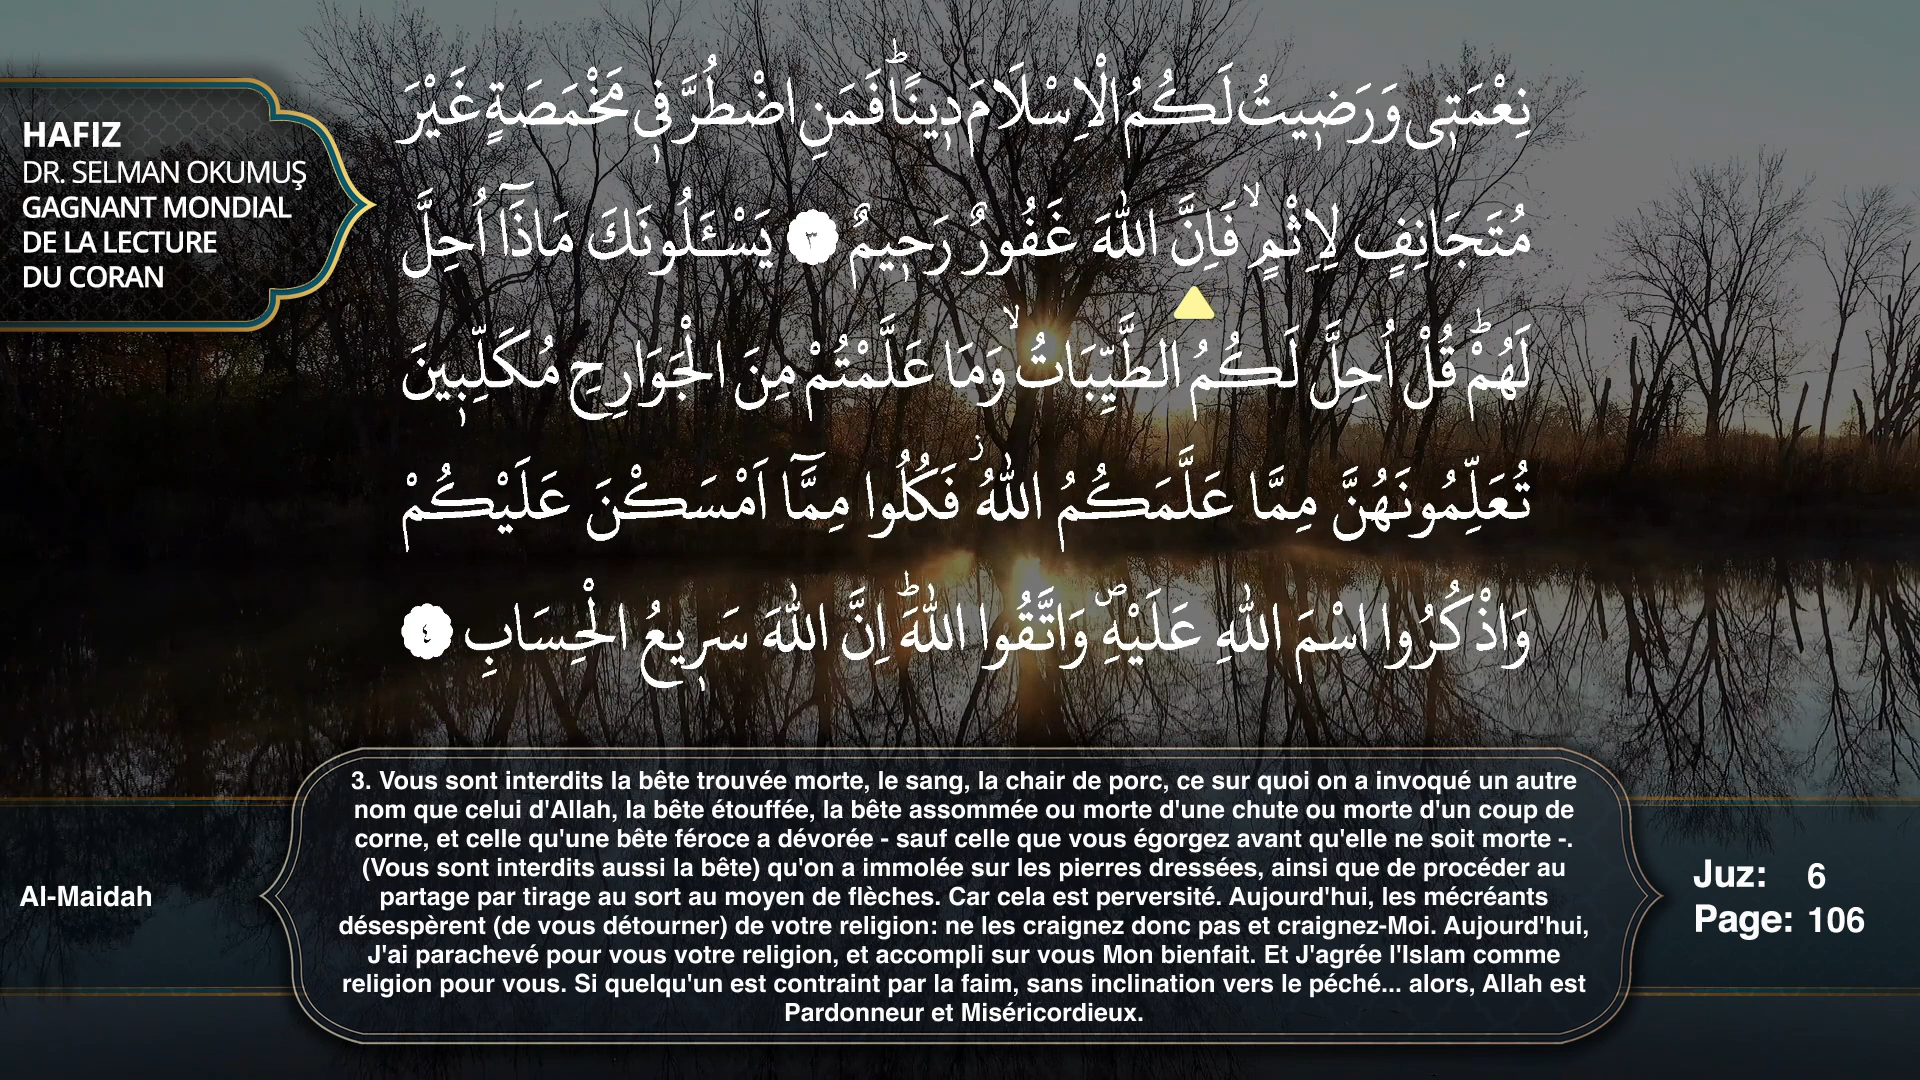 HAFIZ
DR. SELMAN OKUMUŞ
GAGNANT MONDIAL
DE LA LECTURE
DU CORAN
نِعْمَتٖى وَرَضٖيتُ لَكُمُ الْاِسْلَامَ دٖينًاؕ فَمَنِ اضْطُرَّ فٖى مَخْمَصَةٍ غَيْرَ
مُتَجَانِفٍ لِاِثْمٍۙ فَاِنَّ اللّٰهَ غَفُورٌ رَحٖيمٌ ٣ يَسْـَٔلُونَكَ مَاذَٓا اُحِلَّ
لَهُمْؕ قُلْ اُحِلَّ لَكُمُ الطَّيِّبَاتُۙ وَمَا عَلَّمْتُمْ مِنَ الْجَوَارِحِ مُكَلِّبٖينَ
تُعَلِّمُونَهُنَّ مِمَّا عَلَّمَكُمُ اللّٰهُؗ فَكُلُوا مِمَّٓا اَمْسَكْنَ عَلَيْكُمْ
وَاذْكُرُوا اسْمَ اللّٰهِ عَلَيْهِࣕ وَاتَّقُوا اللّٰهَؕ اِنَّ اللّٰهَ سَرٖيعُ الْحِسَابِ ٤
3. Vous sont interdits la bête trouvée morte, le sang, la chair de porc, ce sur quoi on a invoqué un autre
nom que celui d'Allah, la bête étouffée, la bête assommée ou morte d'une chute ou morte d'un coup de
corne, et celle qu'une bête féroce a dévorée - sauf celle que vous égorgez avant qu'elle ne soit morte -.
(Vous sont interdits aussi la bête) qu'on a immolée sur les pierres dressées, ainsi que de procéder au
partage par tirage au sort au moyen de flèches. Car cela est perversité. Aujourd'hui, les mécréants
désespèrent (de vous détourner) de votre religion: ne les craignez donc pas et craignez-Moi. Aujourd'hui,
J'ai parachevé pour vous votre religion, et accompli sur vous Mon bienfait. Et J'agrée l'Islam comme
religion pour vous. Si quelqu'un est contraint par la faim, sans inclination vers le péché... alors, Allah est
Pardonneur et Miséricordieux.
Al-Maidah
Juz: 6
Page: 106